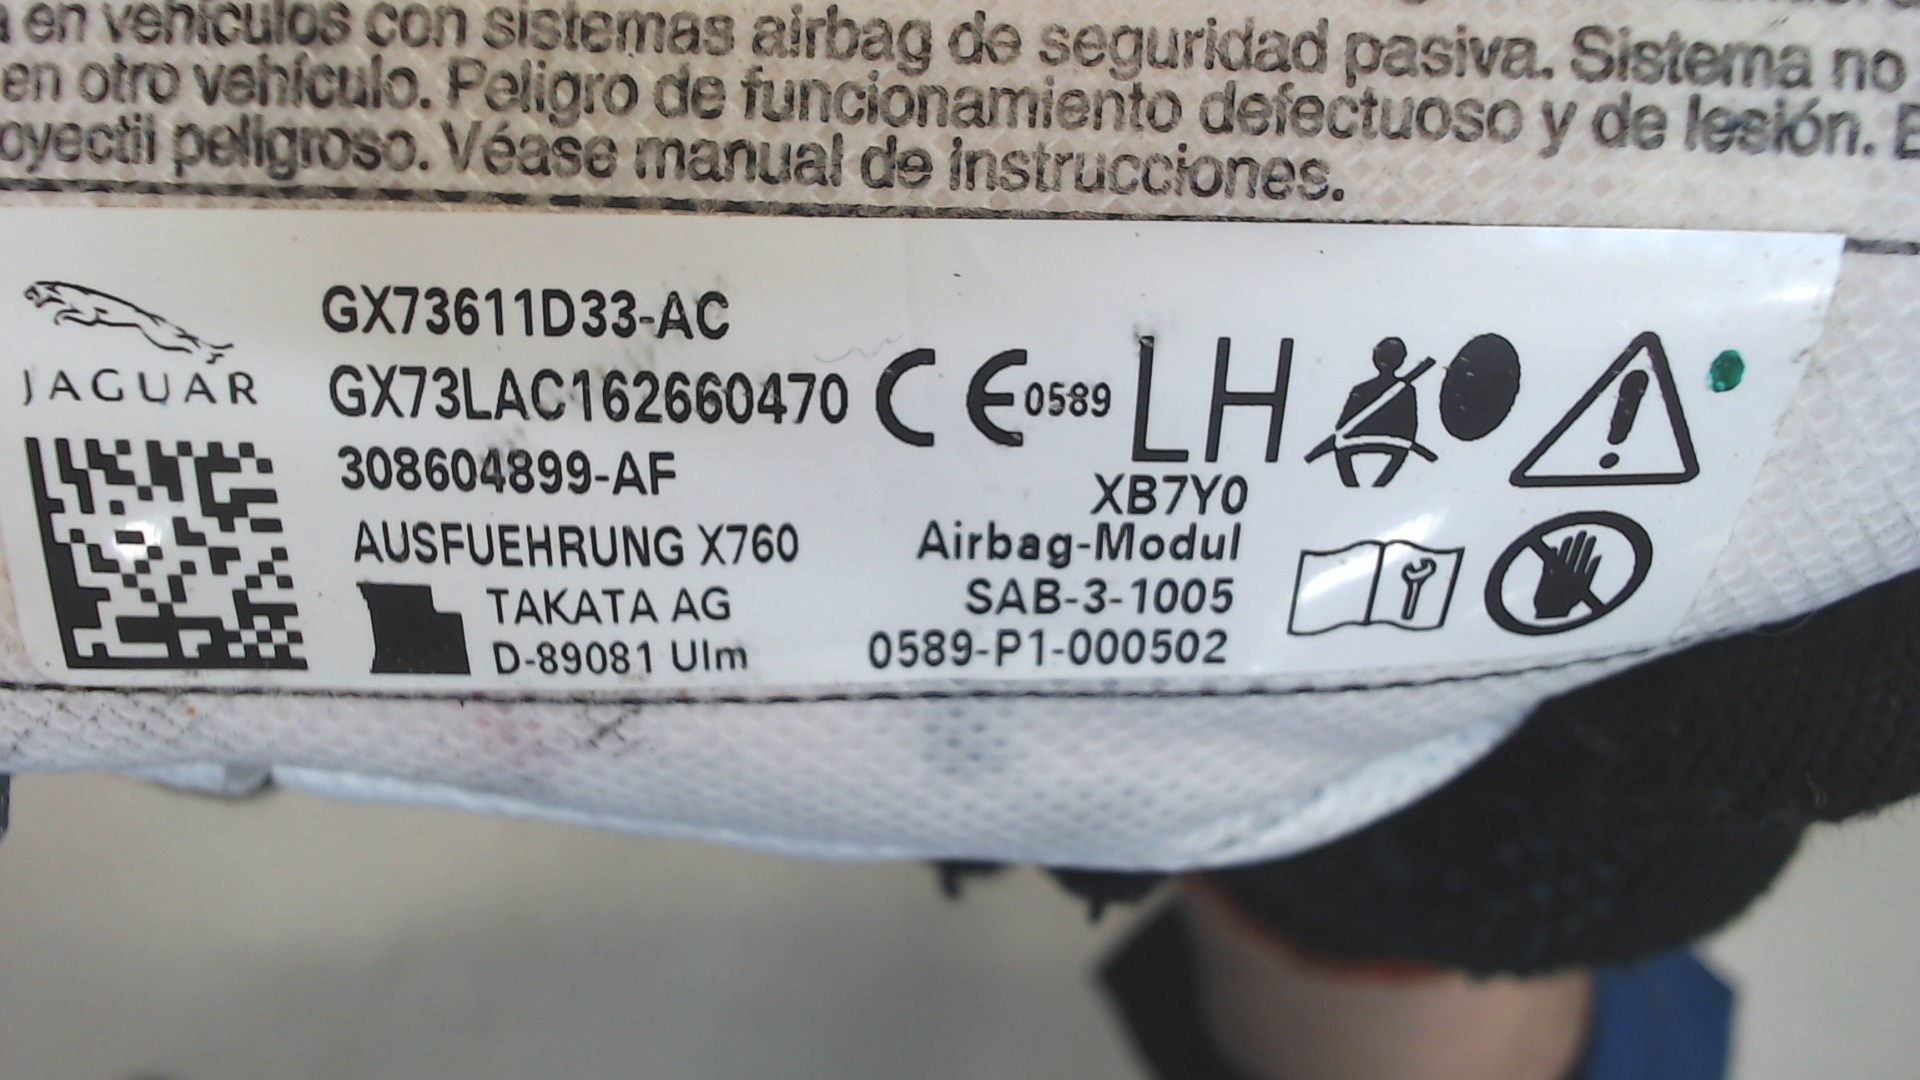 en vehículos con sistemas airbag de seguridad pasiva. Sistema no
en otro vehículo. Peligro de funcionamiento defectuoso y de lesión.
oyectil peligroso. Véase manual de instrucciones.
JAGUAR
GX73611D33-AC
GX73LAC162660470
CE 0589
LH
308604899-AF
XB7Y0
AUSFUEHRUNG X760
Airbag-Modul
TAKATA AG
SAB-3-1005
D-89081 Ulm
0589-P1-000502